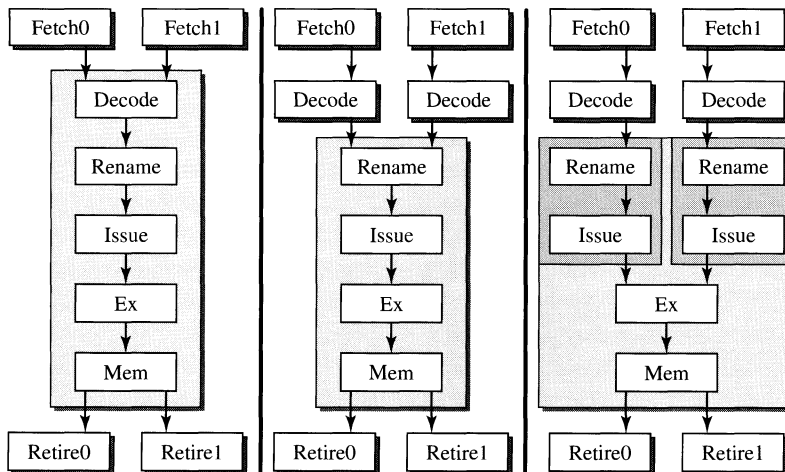 Fetch0 Fetch1
Decode
Rename
Issue
Ex
Mem
Retire0 Retire1
Fetch0 Fetch1
Decode Decode
Rename
Issue
Ex
Mem
Retire0 Retire1
Fetch0 Fetch1
Decode Decode
Rename Rename
Issue Issue
Ex
Mem
Retire0 Retire1